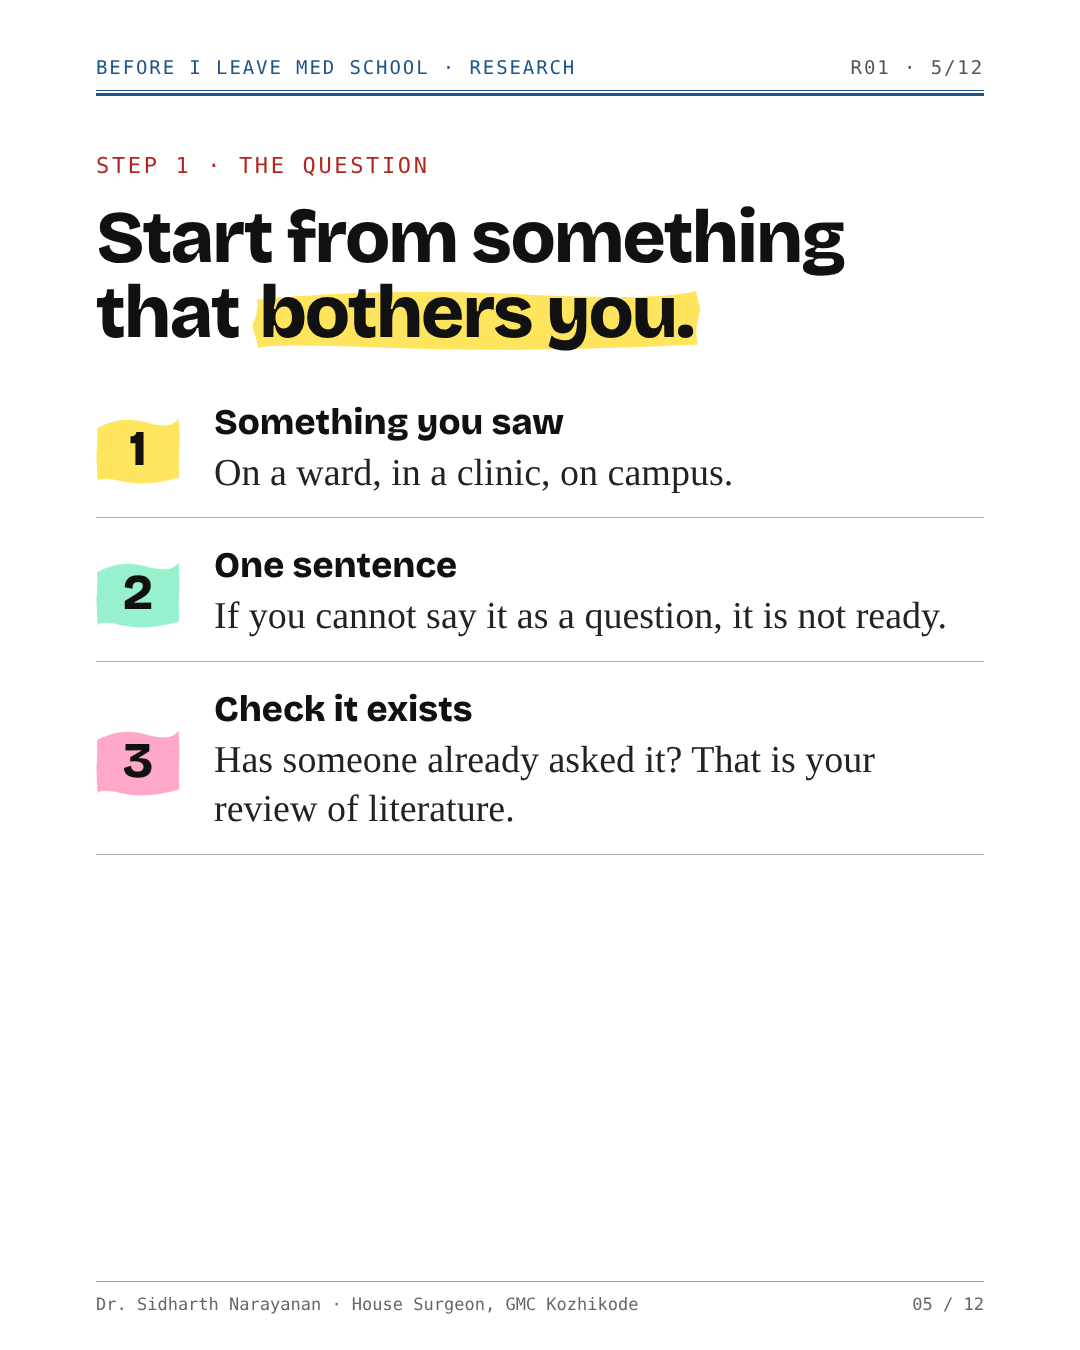 BEFORE I LEAVE MED SCHOOL · RESEARCH
R01 · 5/12
STEP 1 · THE QUESTION
Start from something
that bothers you.
1
Something you saw
On a ward, in a clinic, on campus.
2
One sentence
If you cannot say it as a question, it is not ready.
3
Check it exists
Has someone already asked it? That is your
review of literature.
Dr. Sidharth Narayanan · House Surgeon, GMC Kozhikode
05 / 12